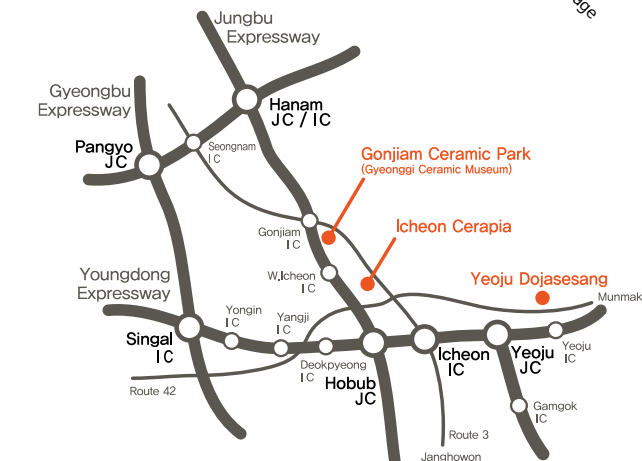 age
Jungbu
Expressway
Gyeongbu
Expressway
Hanam
JC / IC
Pangyo
JC
Seongnam
IC
Gonjiam Ceramic Park
(Gyeonggi Ceramic Museum)
Icheon Cerapia
Gonjiam
IC
W.Icheon
IC
Yeoju Dojasesang
Youngdong
Expressway
Munmak
Yongin
IC
Yangji
IC
Singal
IC
Deokpyeong
IC
Hobub
JC
Icheon
IC
Yeoju
JC
Yeoju
IC
Route 42
Gamgok
IC
Route 3
Janghowon